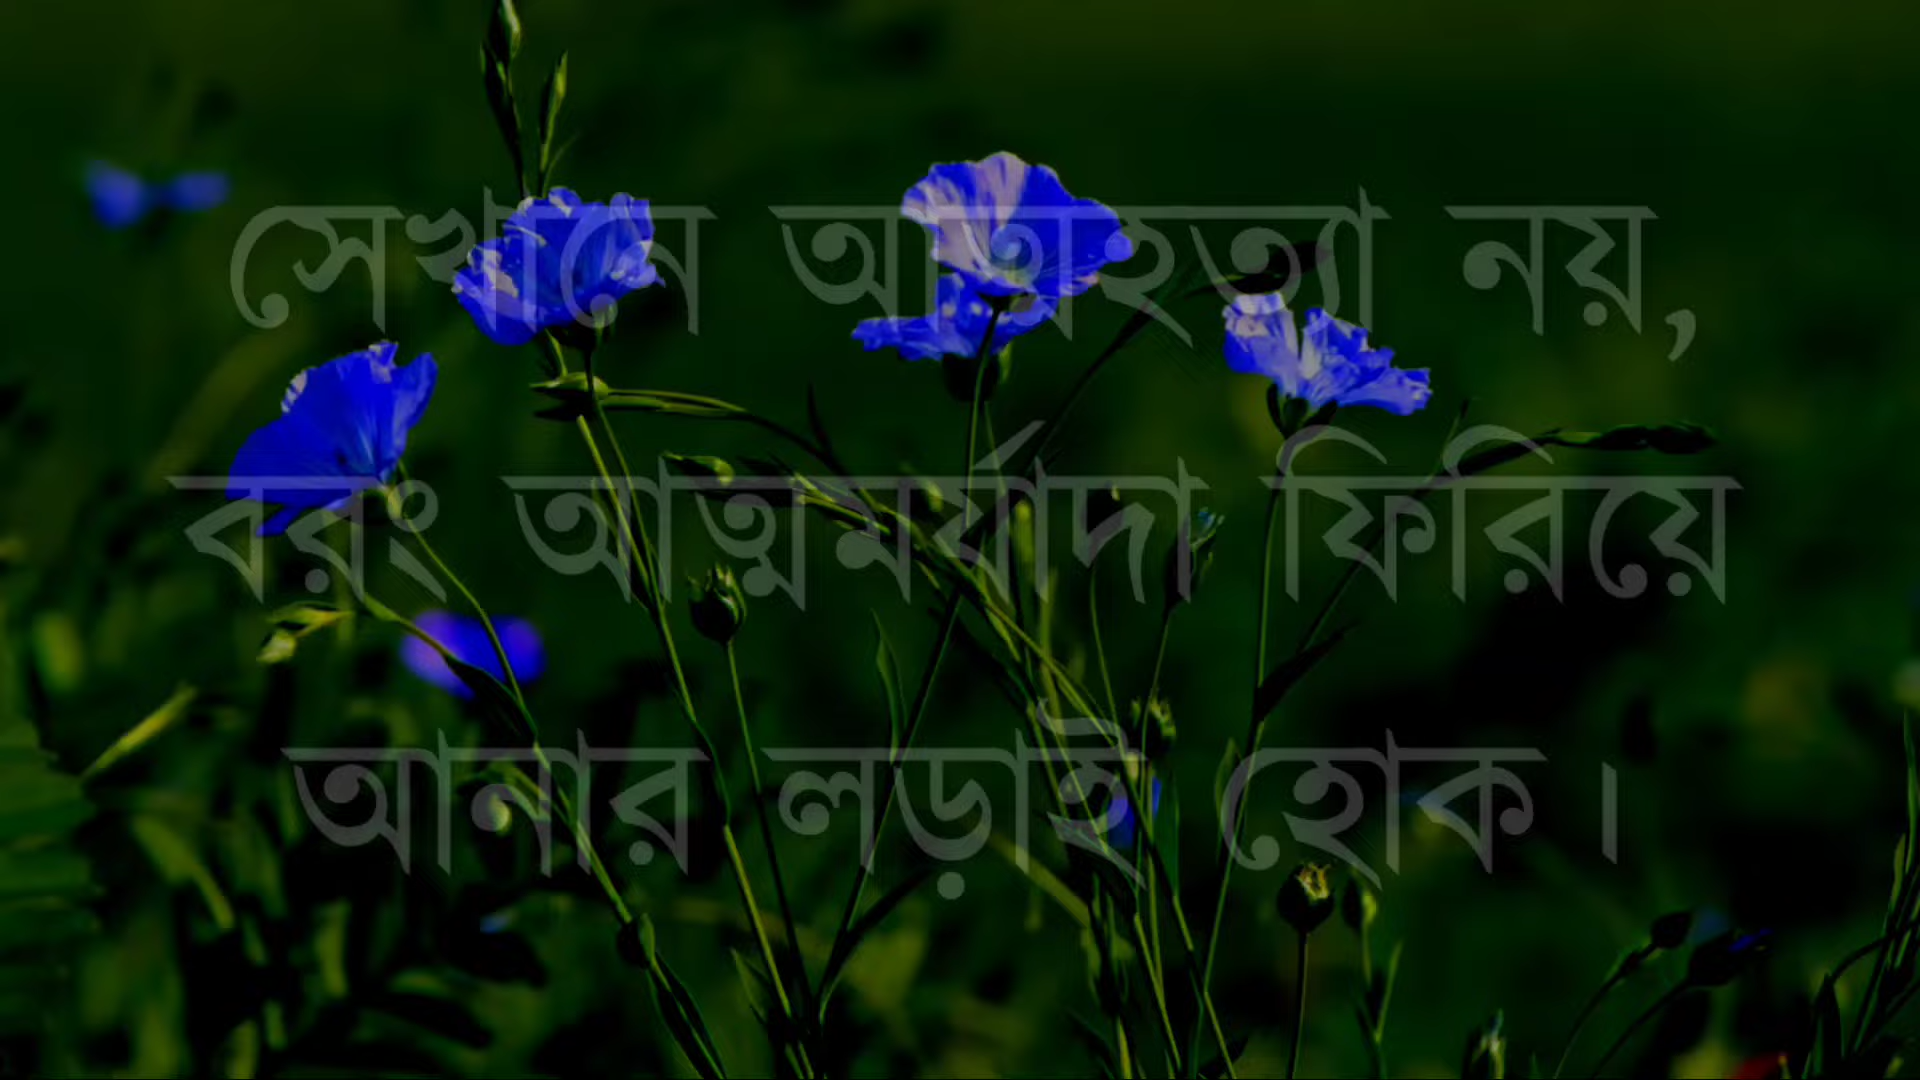 সেখানে আত্মহত্যা নয়,
বরং আত্মমর্যাদা ফিরিয়ে
আনার লড়াই হোক।